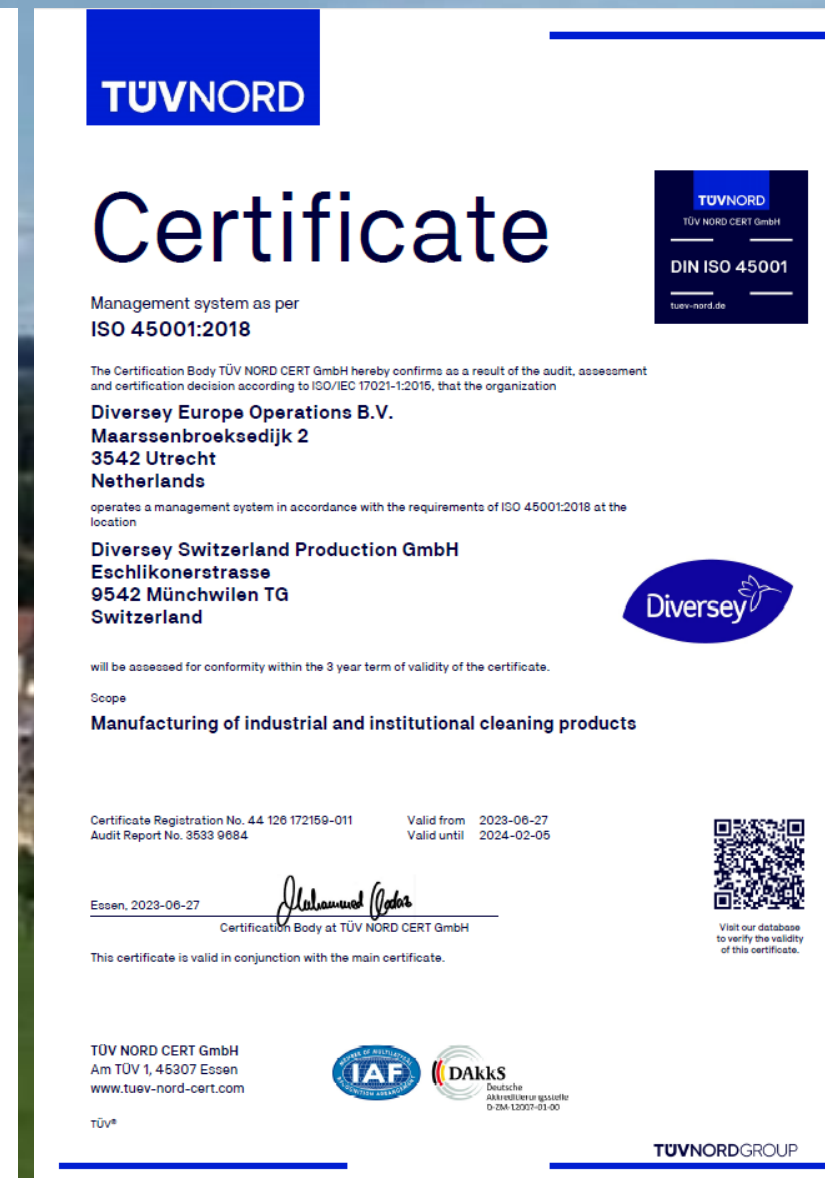 TÜVNORD
Certificate
TÜVNORD
TÜV NORD CERT GmbH
DIN ISO 45001
tuev-nord.de
Management system as per
ISO 45001:2018
The Certification Body TÜV NORD CERT GmbH hereby confirms as a result of the audit, assessment
and certification decision according to ISO/IEC 17021-1:2015, that the organization
Diversey Europe Operations B.V.
Maarssenbroeksedijk 2
3542 Utrecht
Netherlands
operates a management system in accordance with the requirements of ISO 45001:2018 at the
location
Diversey Switzerland Production GmbH
Eschlikonerstrasse
9542 Münchwilen TG
Switzerland
Diversey
will be assessed for conformity within the 3 year term of validity of the certificate.
Scope
Manufacturing of industrial and institutional cleaning products
Certificate Registration No. 44 126 172159-011
Audit Report No. 3533 9684
Valid from 2023-06-27
Valid until 2024-02-05
Essen, 2023-06-27
Certification Body at TÜV NORD CERT GmbH
Visit our database
to verify the validity
of this certificate.
This certificate is valid in conjunction with the main certificate.
TÜV NORD CERT GmbH
Am TÜV 1, 45307 Essen
www.tuev-nord-cert.com
TÜV®
MEMBER OF MULTILATERAL
RECOGNITION ARRANGEMENT
IAF
DAkkS
Deutsche
Akkreditierungsstelle
D-ZM-12007-01-00
TÜVNORDGROUP